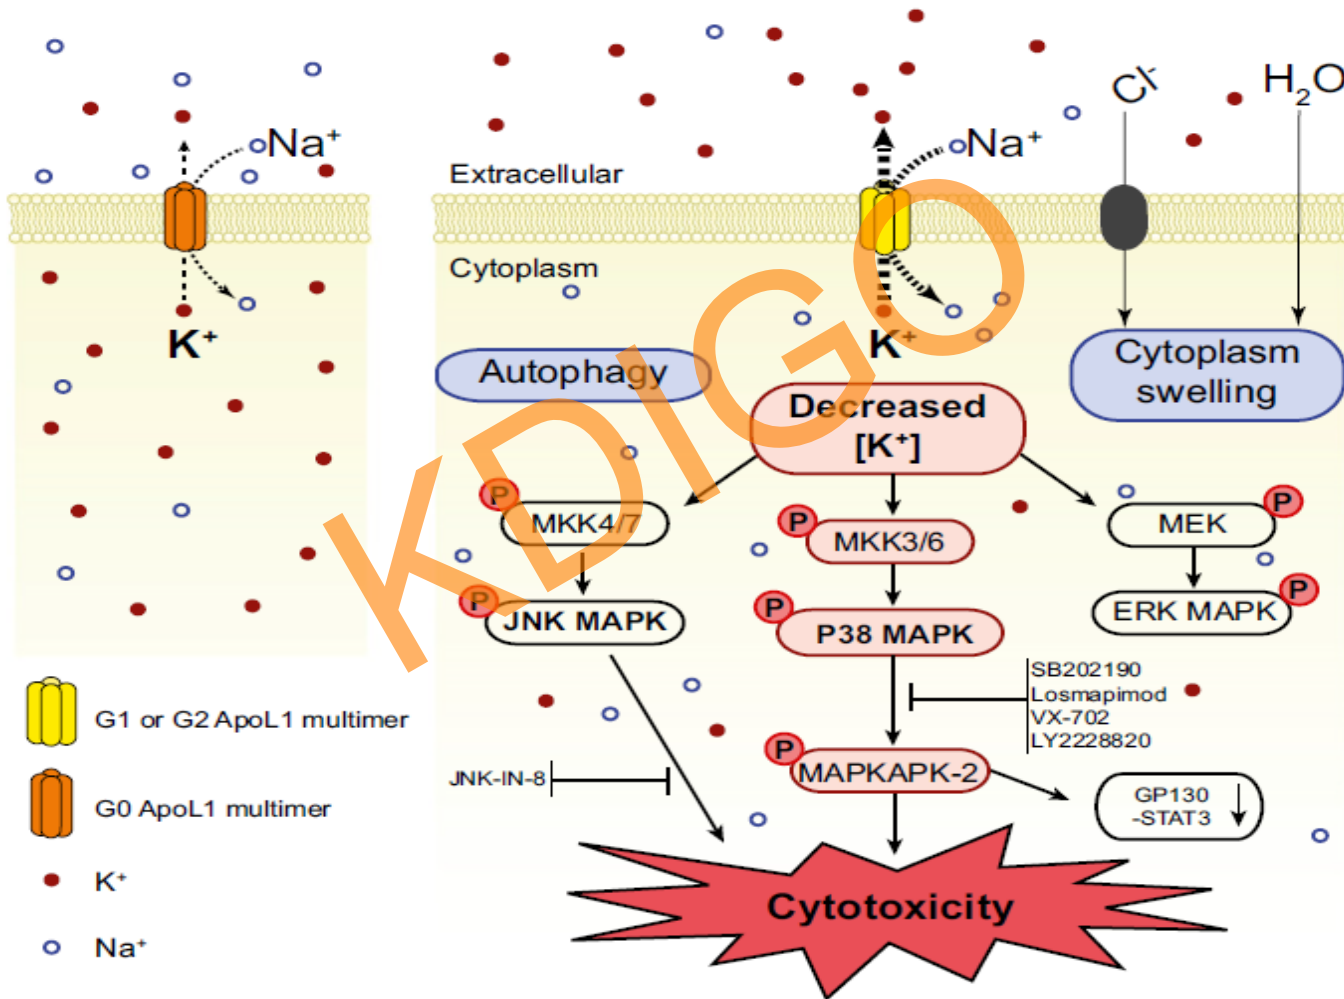 Na⁺
K⁺
Extracellular
Cytoplasm
Na⁺
K⁺
Cl⁻
H₂O
Autophagy
Cytoplasm
swelling
Decreased
[K⁺]
P
MKK4/7
P
MKK3/6
MEK
P
P
JNK MAPK
P
P38 MAPK
ERK MAPK
P
SB202190
Losmapimod
VX-702
LY2228820
JNK-IN-8
P
MAPKAPK-2
GP130
-STAT3
Cytotoxicity
G1 or G2 ApoL1 multimer
G0 ApoL1 multimer
K⁺
Na⁺
KDIGO